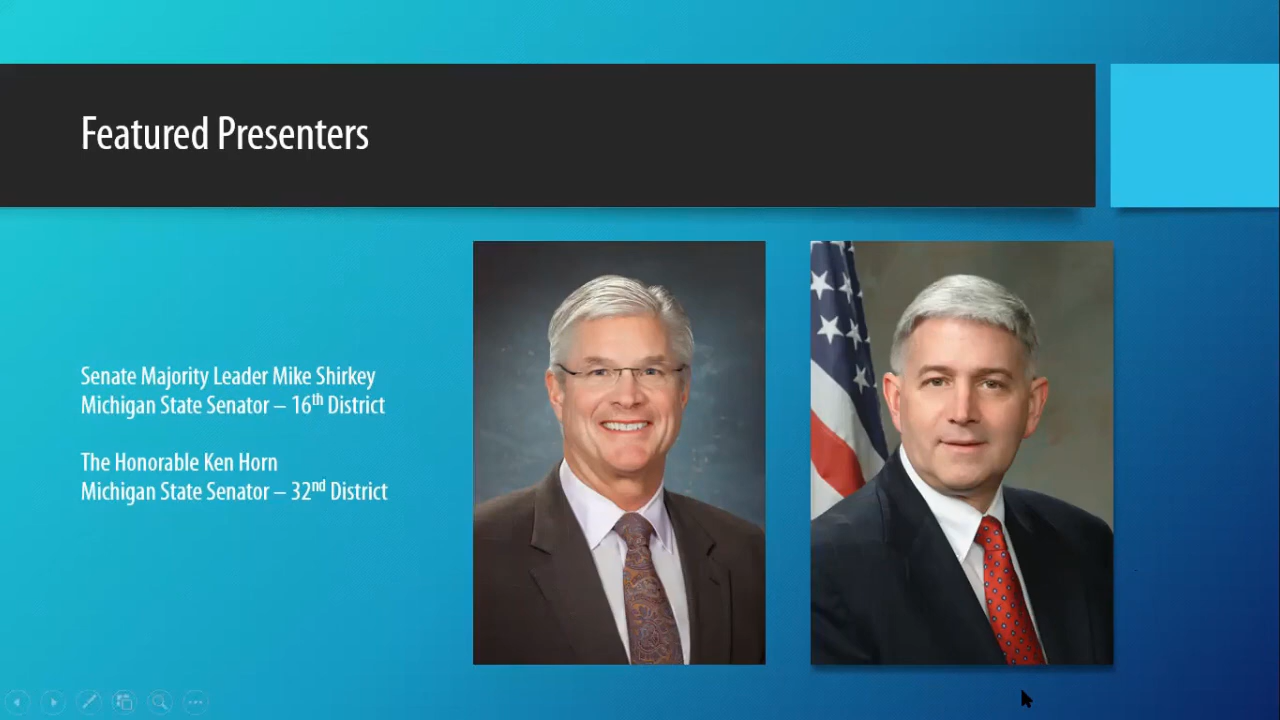 Featured Presenters
Senate Majority Leader Mike Shirkey
Michigan State Senator – 16th District
The Honorable Ken Horn
Michigan State Senator – 32nd District